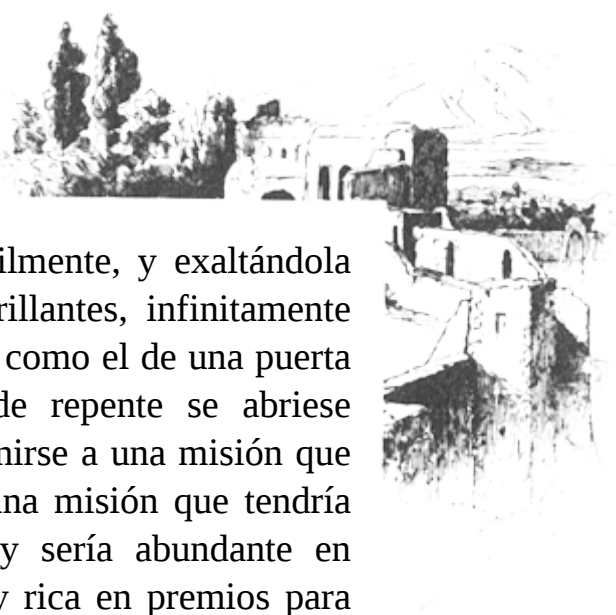 ilmente, y exaltándola
rillantes, infinitamente
como el de una puerta
de repente se abriese
nirse a una misión que
una misión que tendría
y sería abundante en
y rica en premios para